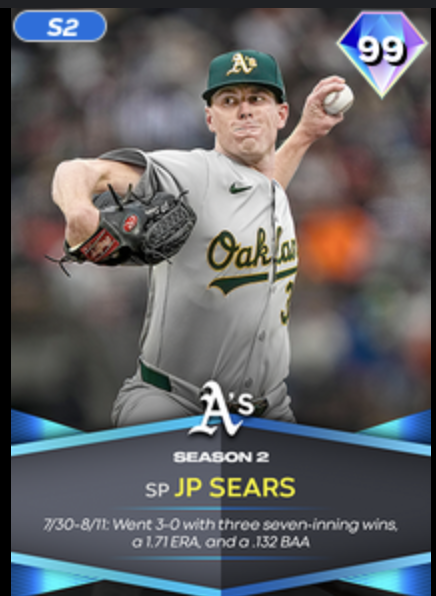 S2
99
A's
Oakland
3
A's
SEASON 2
SP JP SEARS
7/30-8/11: Went 3-0 with three seven-inning wins,
a 1.71 ERA, and a .132 BAA